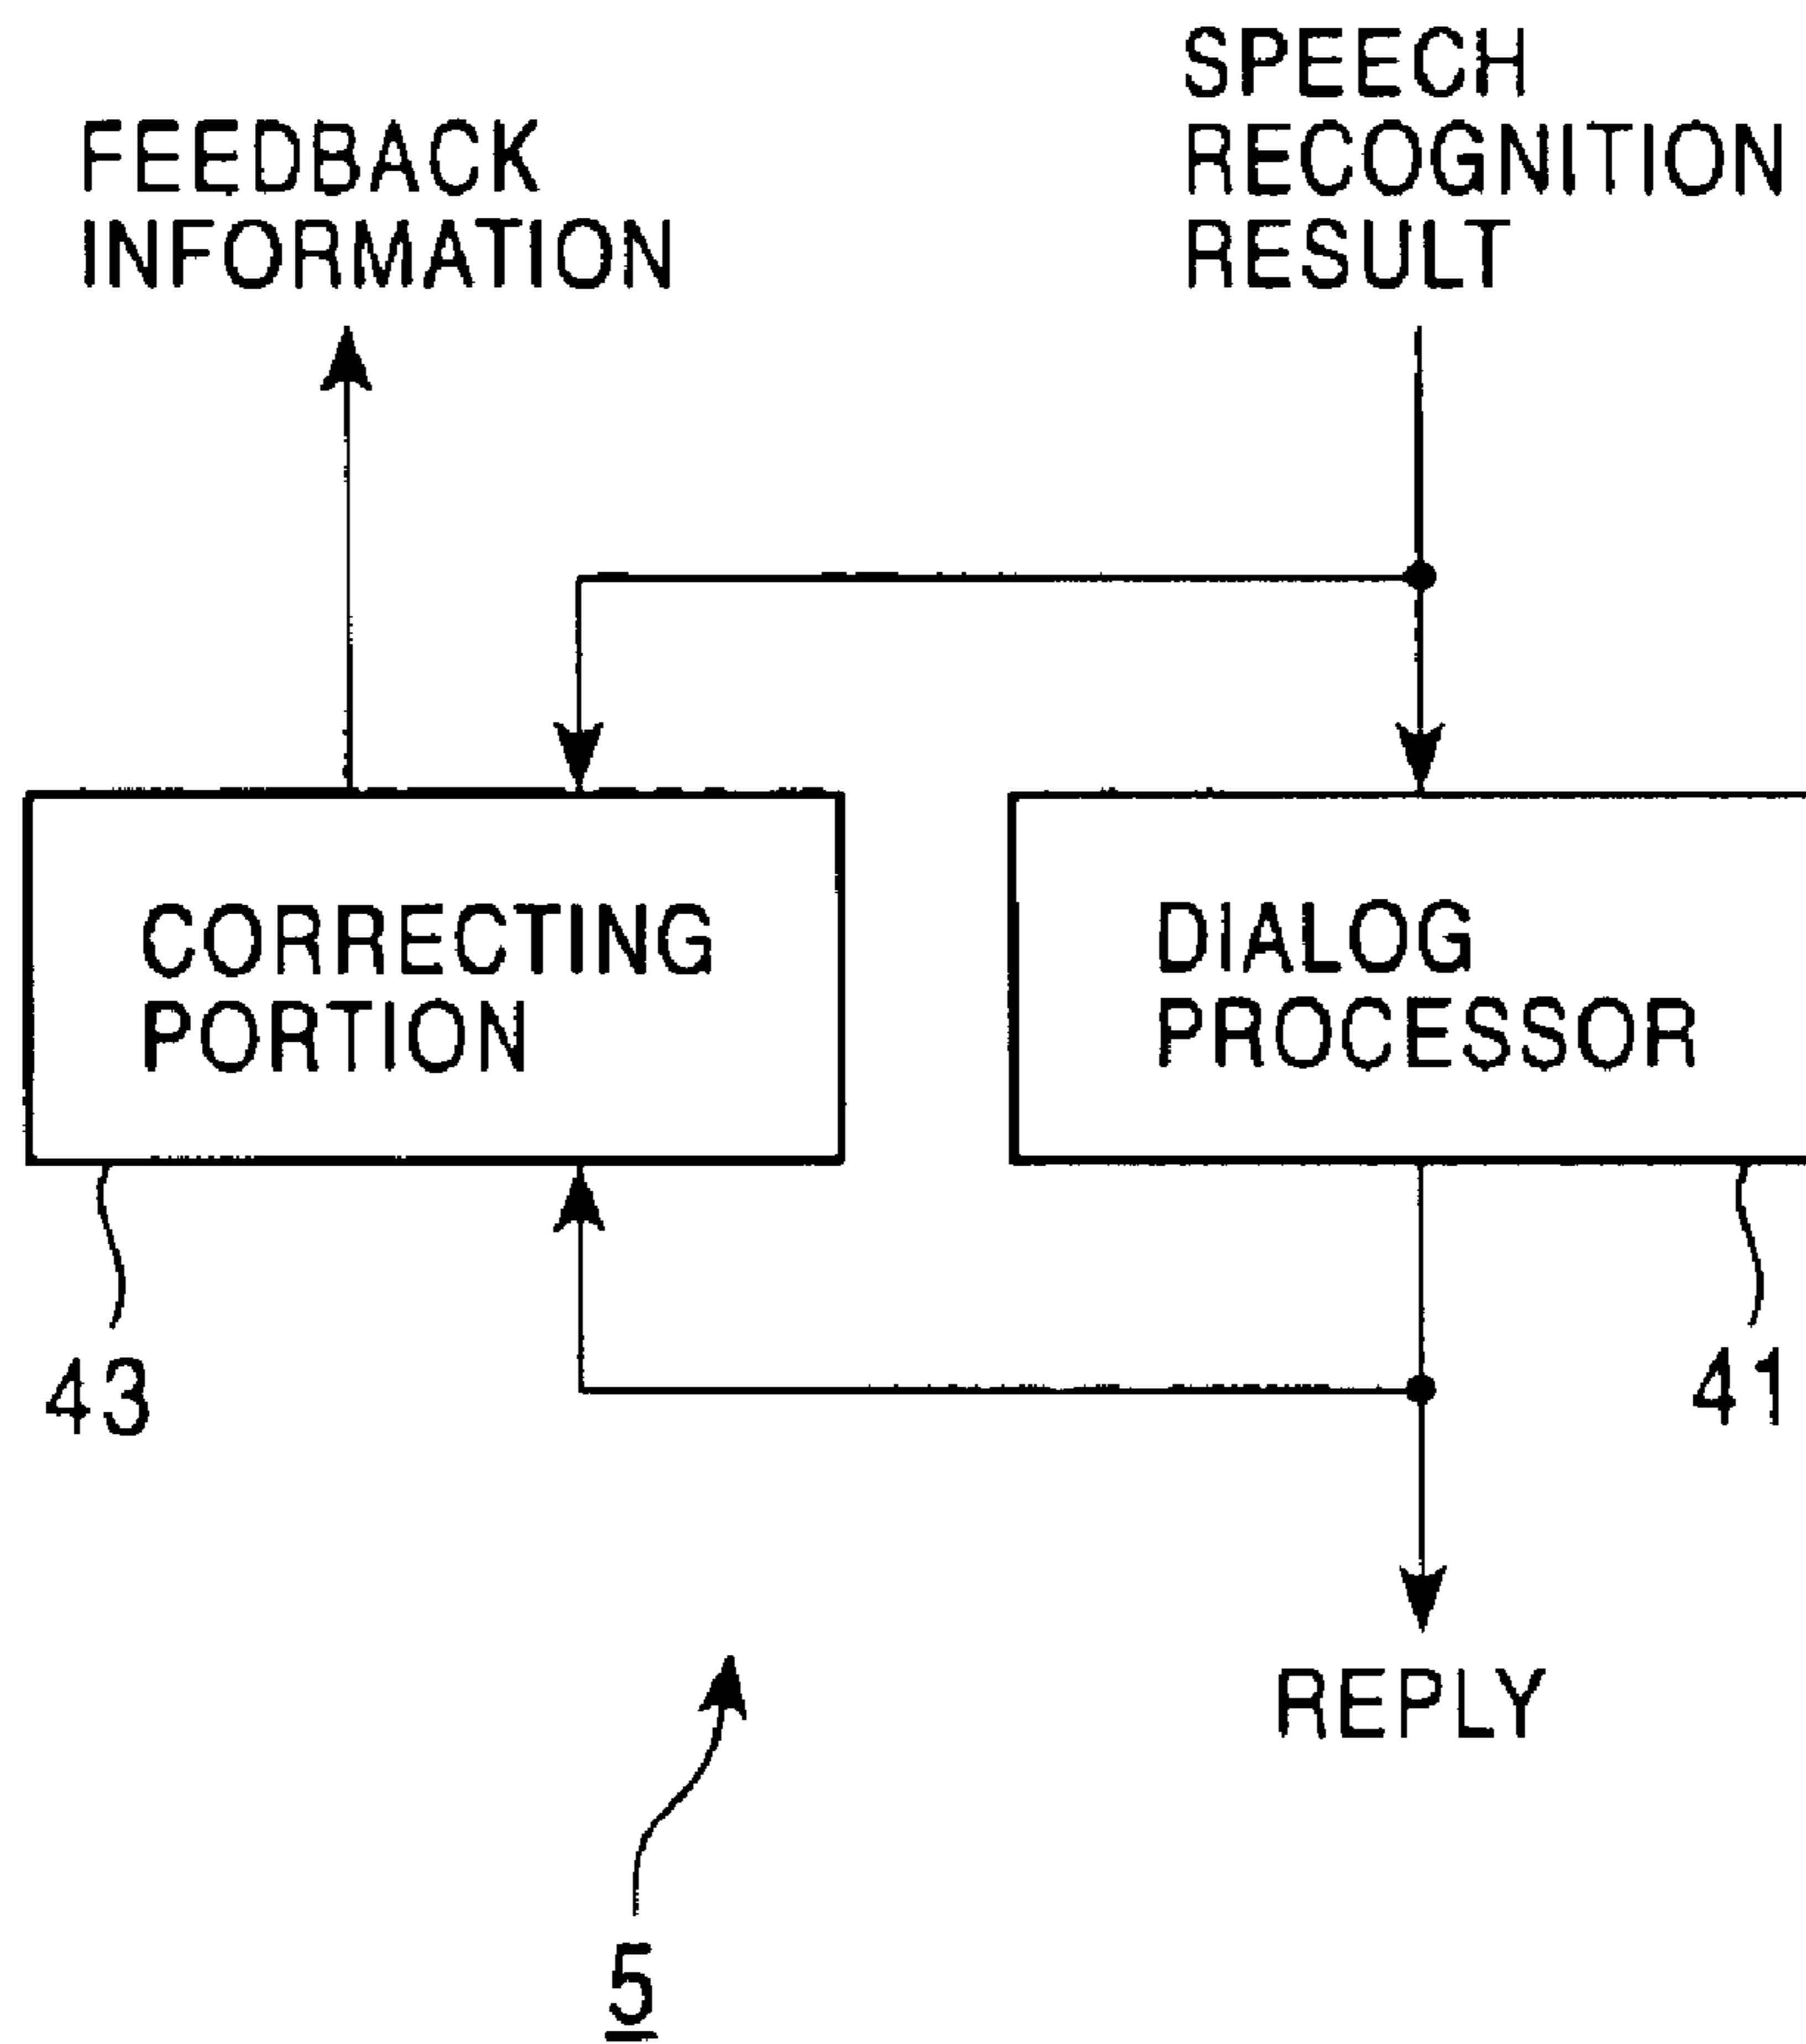 FEEDBACK
INFORMATION
SPEECH
RECOGNITION
RESULT
CORRECTING
PORTION
DIALOG
PROCESSOR
43
41
REPLY
5